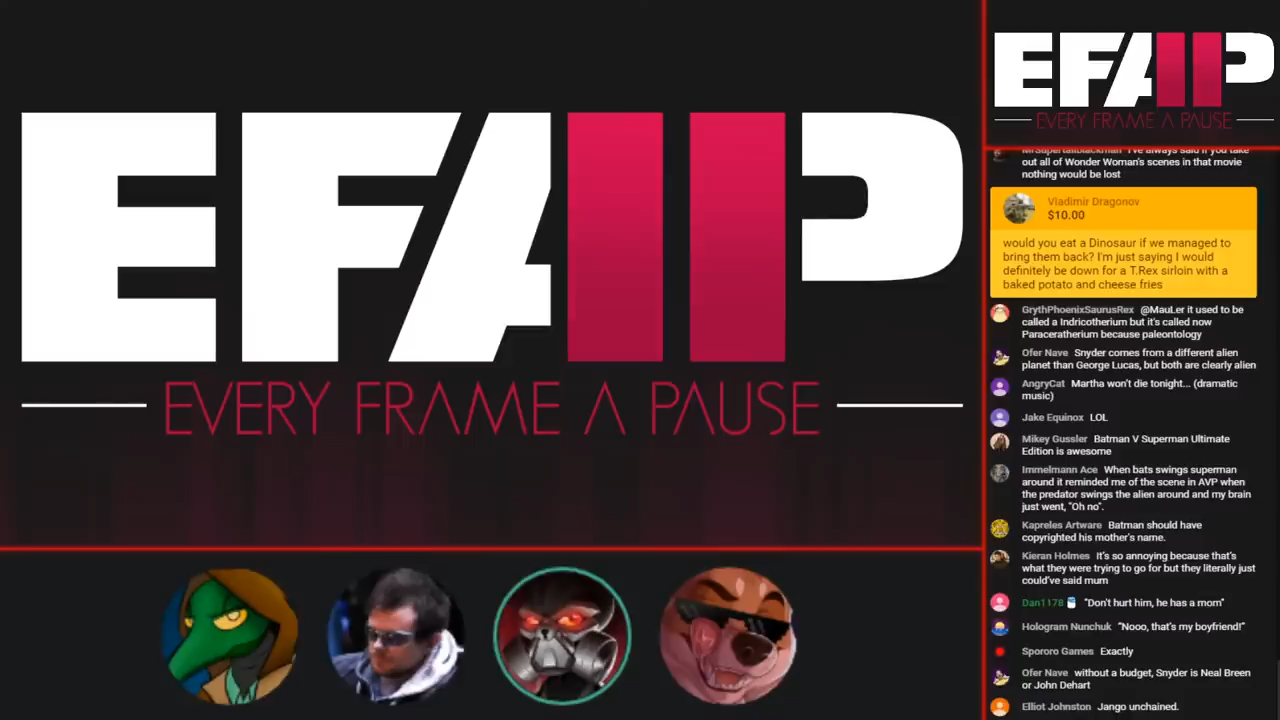 EFAP
EVERY FRAME A PAUSE
EFAP
EVERY FRAME A PAUSE
MrSupertallblackman I've always said if you take
out all of Wonder Woman's scenes in that movie
nothing would be lost
Vladimir Dragonov
$10.00
would you eat a Dinosaur if we managed to
bring them back? I'm just saying I would
definitely be down for a T.Rex sirloin with a
baked potato and cheese fries
GrythPhoenixSaurusRex @MauLer it used to be
called a Indricotherium but it's called now
Paraceratherium because paleontology
Ofer Nave Snyder comes from a different alien
planet than George Lucas, but both are clearly alien
AngryCat Martha won't die tonight... (dramatic
music)
Jake Equinox LOL
Mikey Gussler Batman V Superman Ultimate
Edition is awesome
Immelmann Ace When bats swings superman
around it reminded me of the scene in AVP when
the predator swings the alien around and my brain
just went, "Oh no".
Kapreles Artware Batman should have
copyrighted his mother's name.
Kieran Holmes It's so annoying because that's
what they were trying to go for but they literally just
could've said mum
Dan1178 "Don't hurt him, he has a mom"
Hologram Nunchuk "Nooo, that's my boyfriend!"
Spororo Games Exactly
Ofer Nave without a budget, Snyder is Neal Breen
or John Dehart
Elliot Johnston Jango unchained.